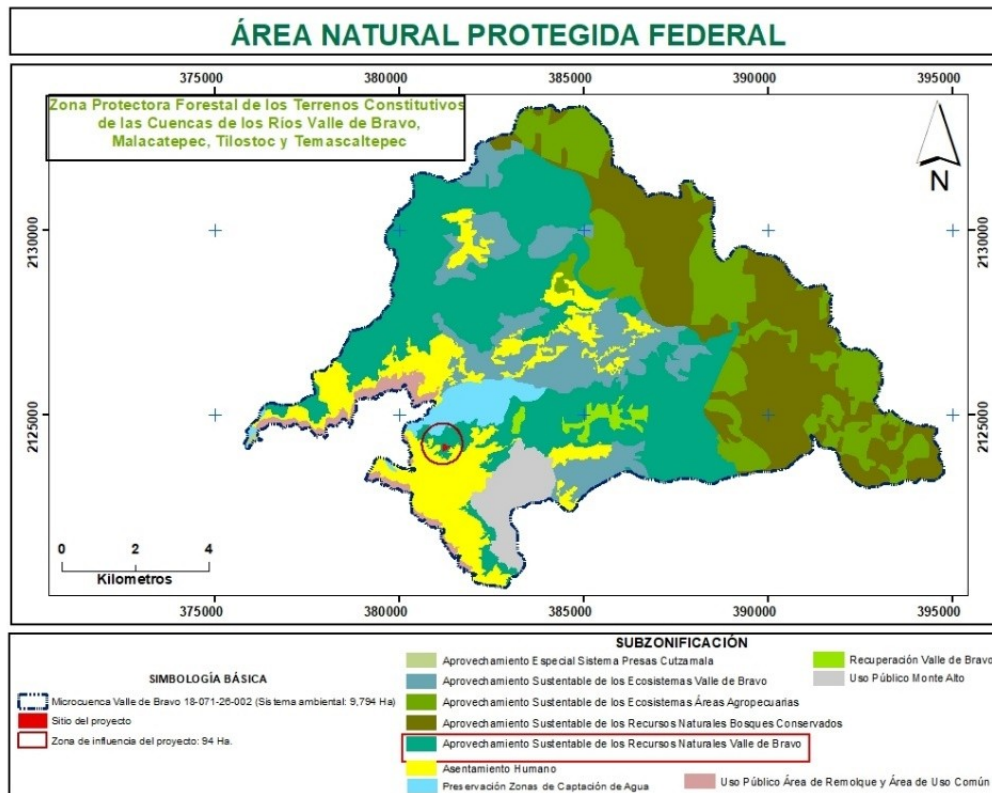 ÁREA NATURAL PROTEGIDA FEDERAL
375000 380000 385000 390000 395000
Zona Protectora Forestal de los Terrenos Constitutivos
de las Cuencas de los Ríos Valle de Bravo,
Malacatepec, Tilostoc y Temascaltepec
N
2130000 2130000
2125000 2125000
0 2 4
Kilometros
375000 380000 385000 390000 395000
SIMBOLOGÍA BÁSICA
Microcuenca Valle de Bravo 18-071-26-002 (Sistema ambiental: 9,794 Ha)
Sitio del proyecto
Zona de influencia del proyecto: 94 Ha.
SUBZONIFICACIÓN
Aprovechamiento Especial Sistema Presas Cutzamala
Aprovechamiento Sustentable de los Ecosistemas Valle de Bravo
Aprovechamiento Sustentable de los Ecosistemas Áreas Agropecuarias
Aprovechamiento Sustentable de los Recursos Naturales Bosques Conservados
Aprovechamiento Sustentable de los Recursos Naturales Valle de Bravo
Asentamiento Humano
Preservación Zonas de Captación de Agua
Recuperación Valle de Bravo
Uso Público Monte Alto
Uso Público Área de Remolque y Área de Uso Común